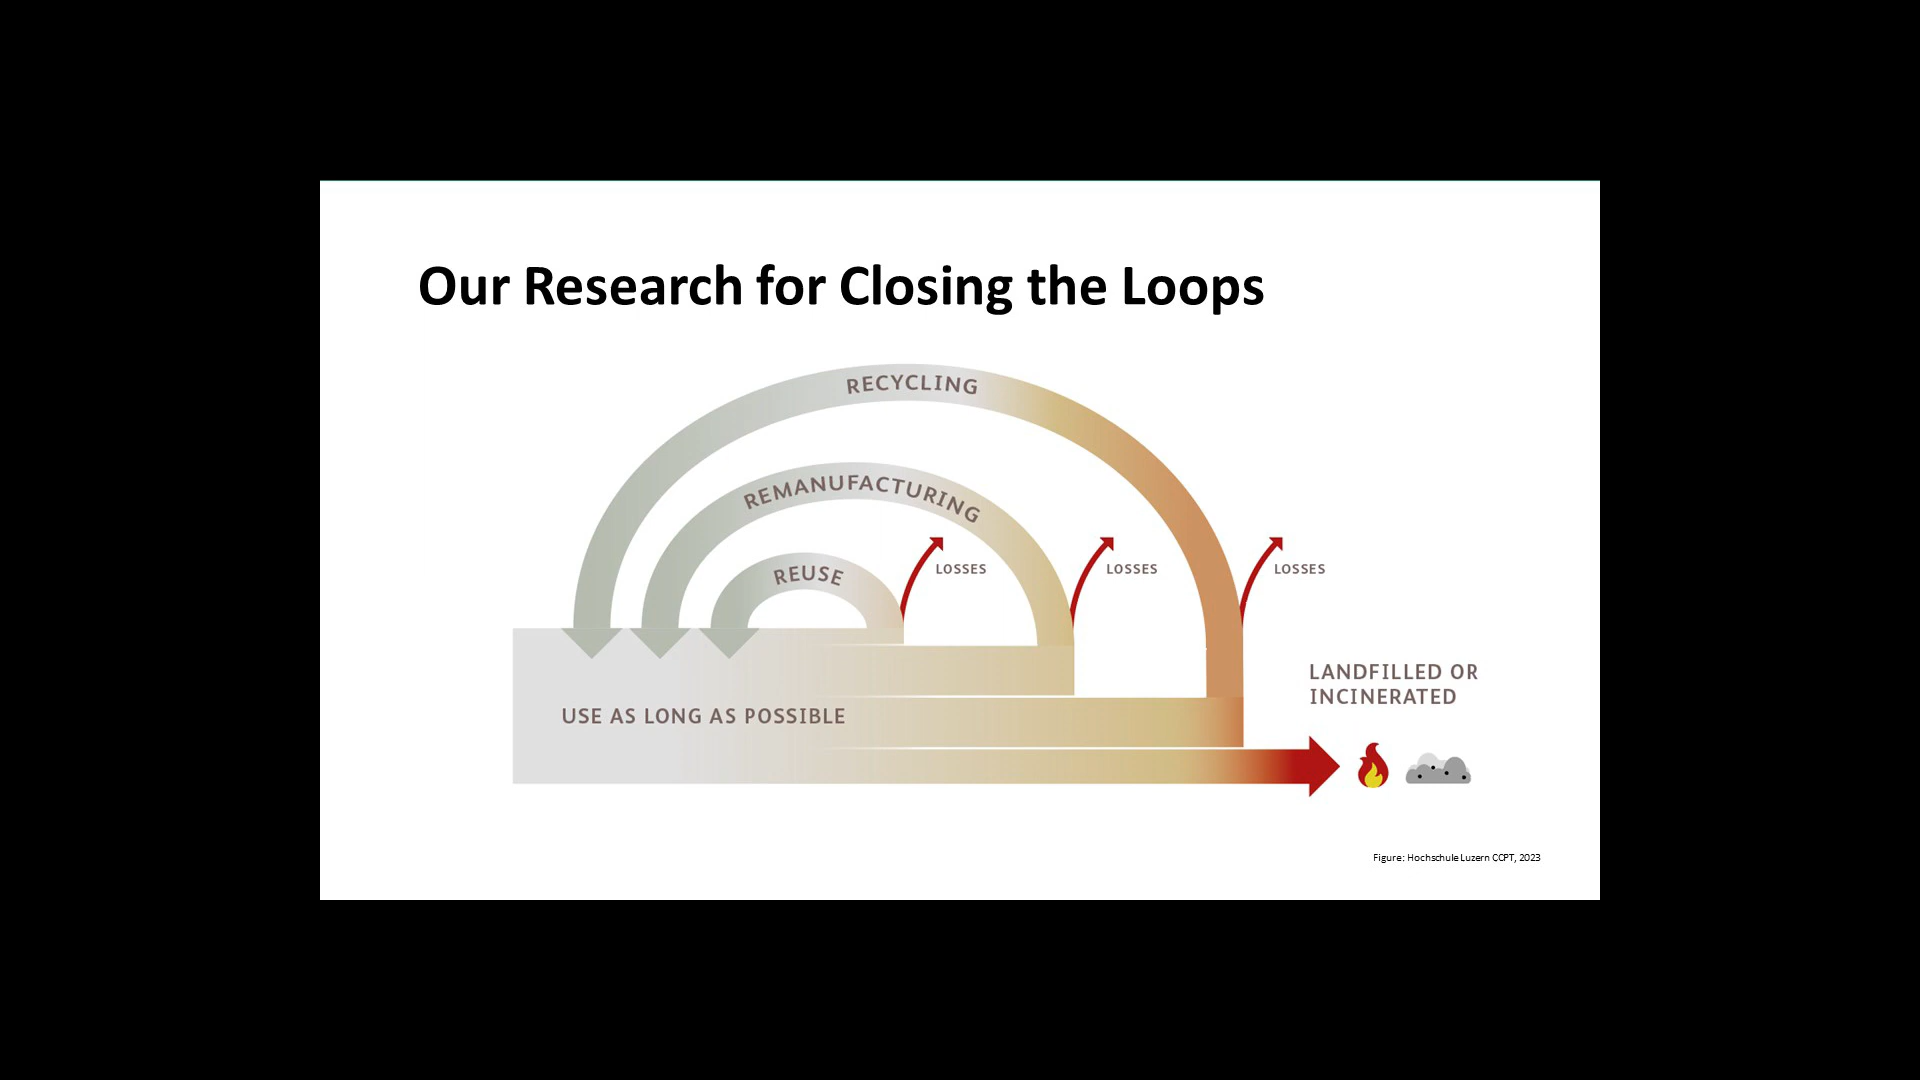 Our Research for Closing the Loops
RECYCLING
REMANUFACTURING
REUSE
LOSSES
LOSSES
LOSSES
LANDFILLED OR
INCINERATED
USE AS LONG AS POSSIBLE
Figure: Hochschule Luzern CCPT, 2023